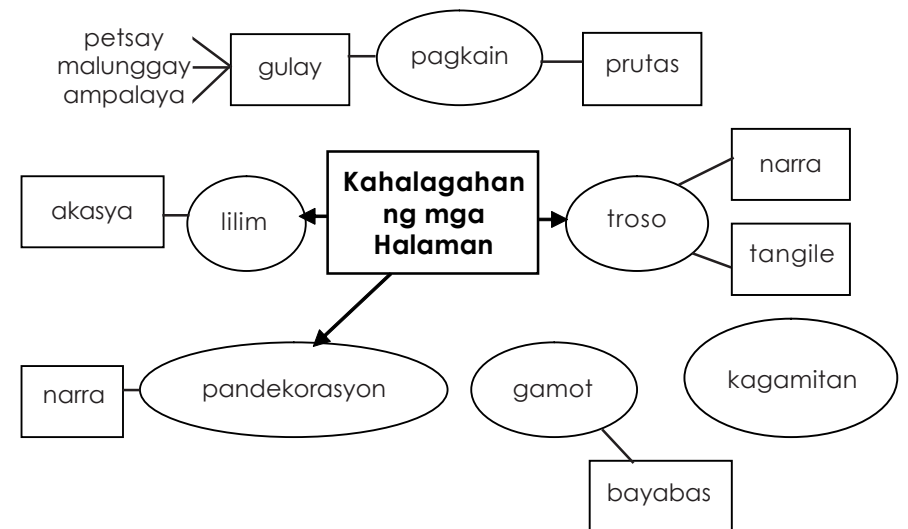 petsay
malunggay
ampalaya
gulay
pagkain
prutas
akasya
lilim
Kahalagahan
ng mga
Halaman
troso
narra
tangile
narra
pandekorasyon
gamot
kagamitan
bayabas